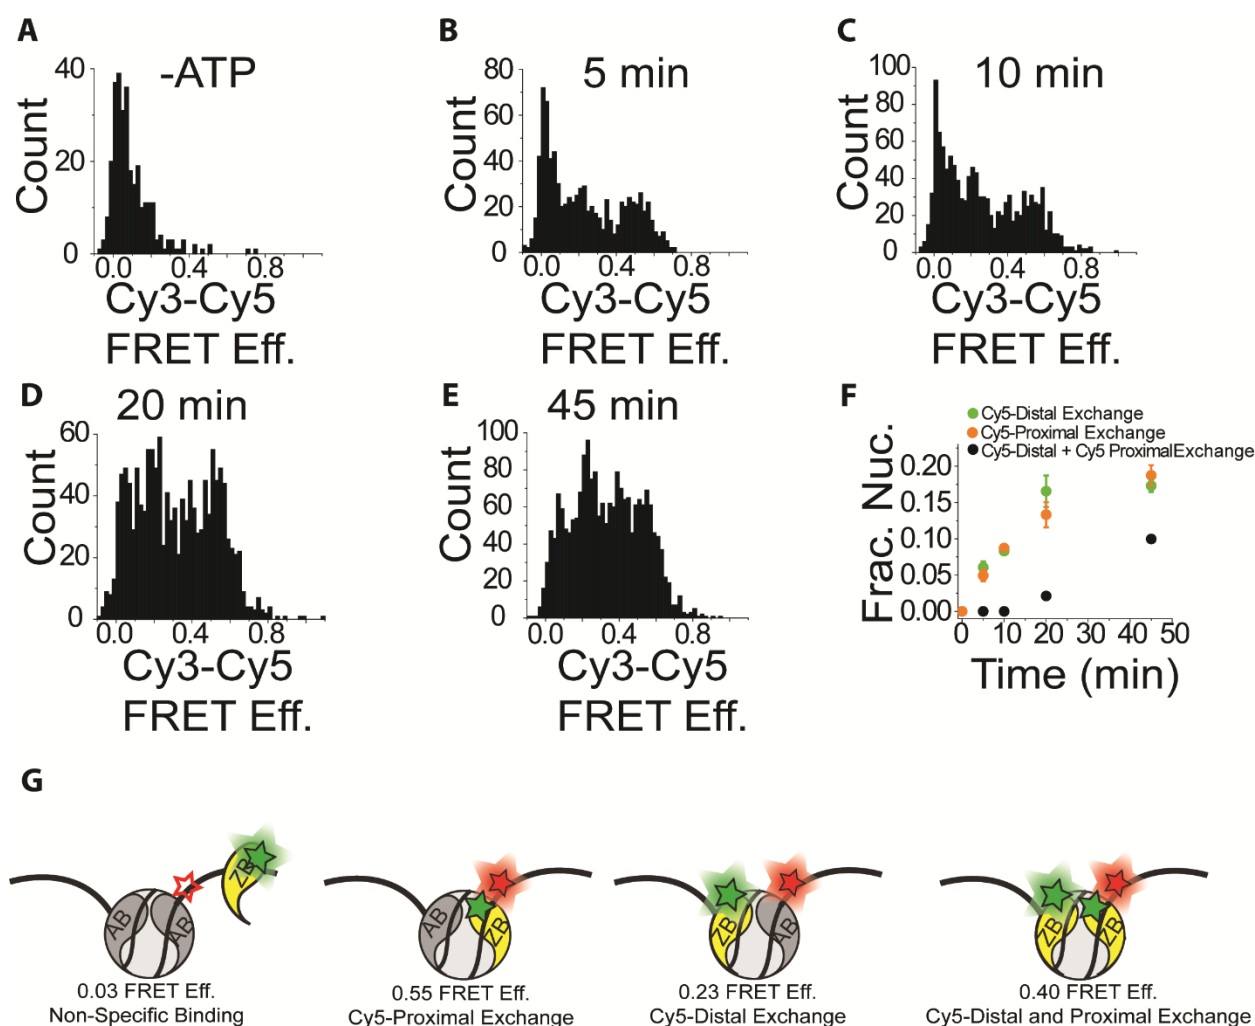 A
-ATP
Count
40
20
0
0.0 0.4 0.8
Cy3-Cy5
FRET Eff.
B
5 min
Count
80
60
40
20
0
0.0 0.4 0.8
Cy3-Cy5
FRET Eff.
C
10 min
Count
100
80
60
40
20
0
0.0 0.4 0.8
Cy3-Cy5
FRET Eff.
D
20 min
Count
60
40
20
0
0.0 0.4 0.8
Cy3-Cy5
FRET Eff.
E
45 min
Count
100
80
60
40
20
0
0.0 0.4 0.8
Cy3-Cy5
FRET Eff.
F
Cy5-Distal Exchange
Cy5-Proximal Exchange
Cy5-Distal + Cy5 ProximalExchange
Frac. Nuc.
0.20
0.15
0.10
0.05
0.00
0 10 20 30 40 50
Time (min)
G
AB AB ZB
0.03 FRET Eff.
Non-Specific Binding
AB ZB
0.55 FRET Eff.
Cy5-Proximal Exchange
ZB AB
0.23 FRET Eff.
Cy5-Distal Exchange
ZB ZB
0.40 FRET Eff.
Cy5-Distal and Proximal Exchange